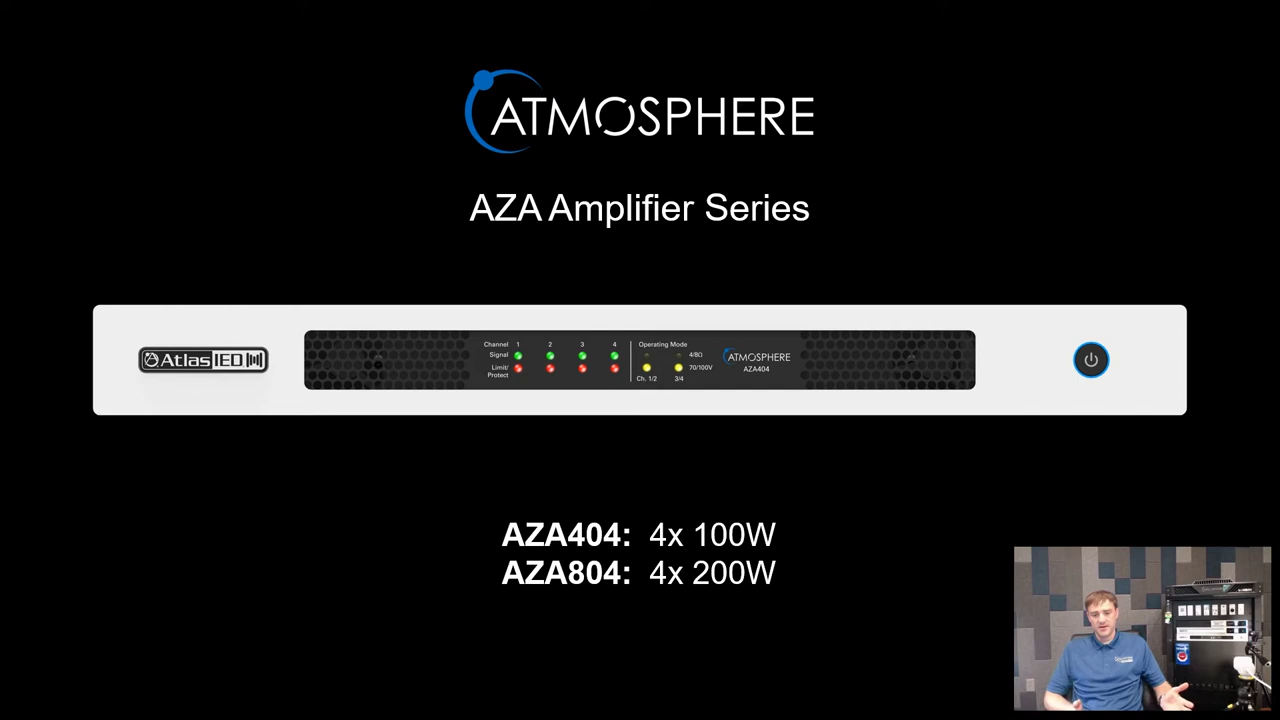 ATMOSPHERE
AZA Amplifier Series
AtlasIED
Channel 1 2 3 4
Signal
Limit/
Protect
Operating Mode
4/8Ω
70/100V
Ch. 1/2 3/4
ATMOSPHERE
AZA404
AZA404: 4x 100W
AZA804: 4x 200W